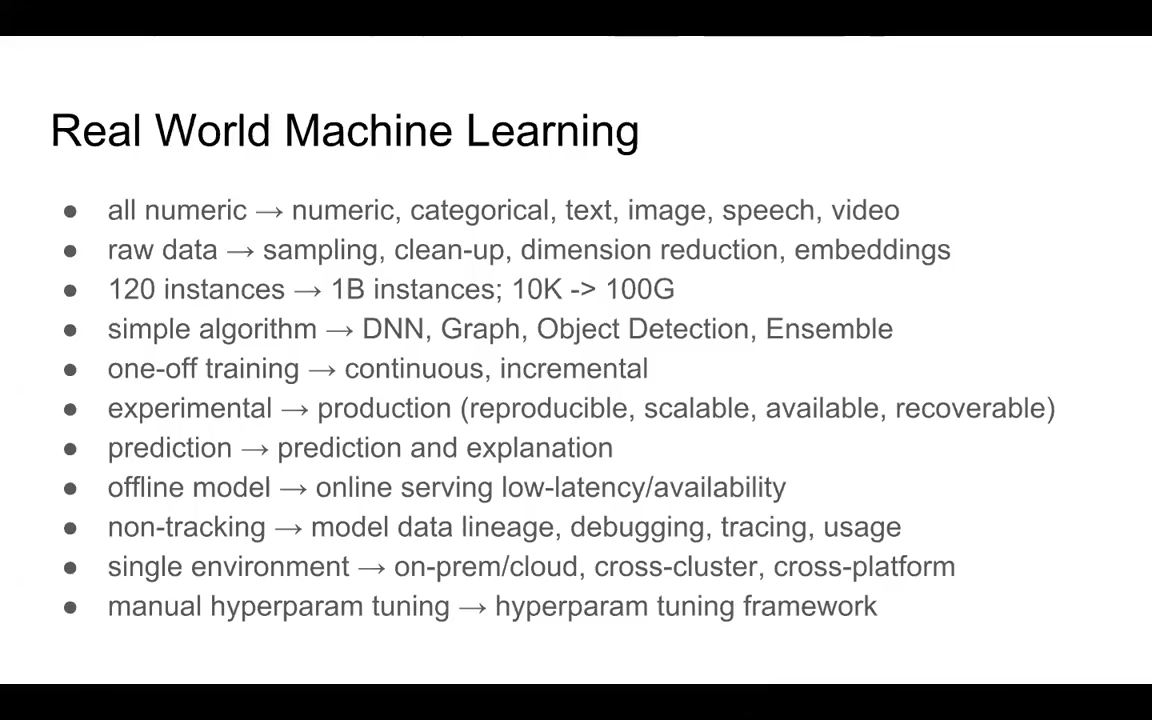 Real World Machine Learning
● all numeric → numeric, categorical, text, image, speech, video
● raw data → sampling, clean-up, dimension reduction, embeddings
● 120 instances → 1B instances; 10K -> 100G
● simple algorithm → DNN, Graph, Object Detection, Ensemble
● one-off training → continuous, incremental
● experimental → production (reproducible, scalable, available, recoverable)
● prediction → prediction and explanation
● offline model → online serving low-latency/availability
● non-tracking → model data lineage, debugging, tracing, usage
● single environment → on-prem/cloud, cross-cluster, cross-platform
● manual hyperparam tuning → hyperparam tuning framework